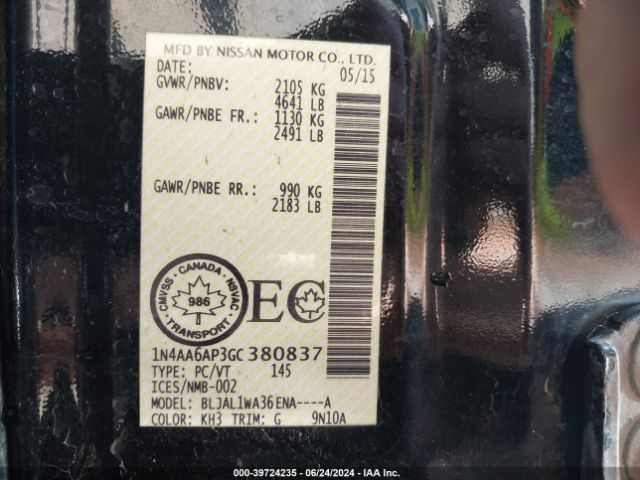 MFD BY NISSAN MOTOR CO., LTD.
DATE: 05/15
GVWR/PNBV: 2105 KG
4641 LB
GAWR/PNBE FR.: 1130 KG
2491 LB
GAWR/PNBE RR.: 990 KG
2183 LB
CMVSS · CANADA · NSVAC
986
TRANSPORT
EC
1N4AA6AP3GC380837
TYPE: PC/VT 145
ICES/NMB-002
MODEL: BLJAL1WA36ENA----A
COLOR: KH3 TRIM: G 9N10A
000-39724235 - 06/24/2024 - IAA Inc.